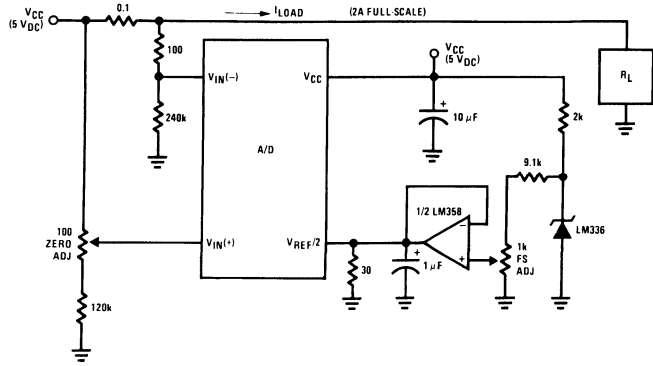 VCC
(5 VDC)
0.1
ILOAD
(2A FULL-SCALE)
100
VIN(−)
VCC
VCC
(5 VDC)
RL
240k
A/D
+
10 µF
2k
9.1k
1/2 LM358
−
LM336
100
ZERO
ADJ
VIN(+)
VREF/2
+
1k
FS
ADJ
30
+
1 µF
120k